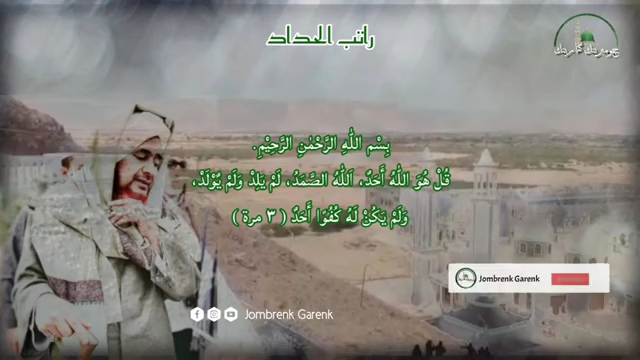 راتب الحداد
بِسْمِ اللّٰهِ الرَّحْمٰنِ الرَّحِيْمِ.
قُلْ هُوَ اللّٰهُ أَحَدٌ، اَللّٰهُ الصَّمَدُ، لَمْ يَلِدْ وَلَمْ يُوْلَدْ،
وَلَمْ يَكُنْ لَهُ كُفُوًا أَحَدٌ ( ٣ مرة )
Jombrenk Garenk
Jombrenk Garenk